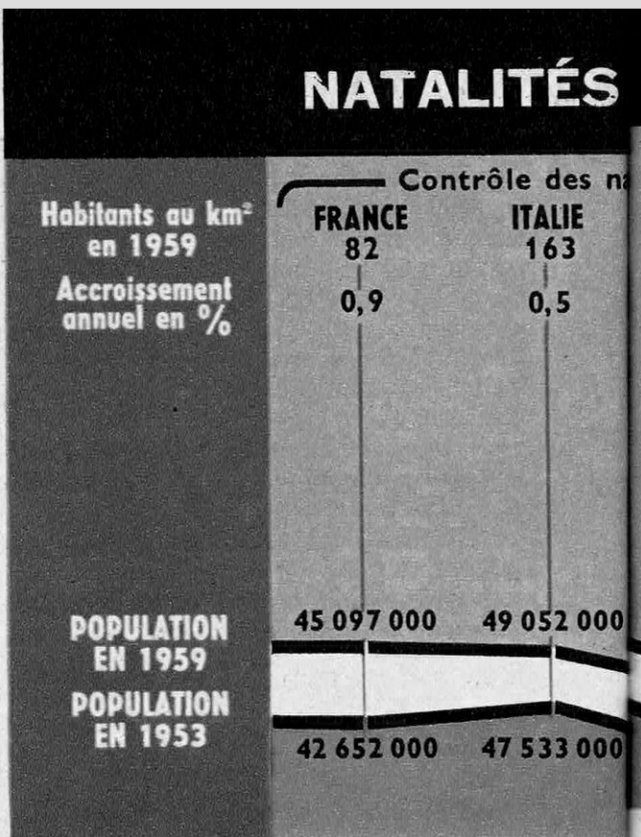 NATALITÉS
Contrôle des
Habitants au km²
en 1959
FRANCE
82
ITALIE
163
Accroissement
annuel en %
0,9
0,5
POPULATION
EN 1959
45 097 000
49 052 000
POPULATION
EN 1953
42 652 000
47 533 000